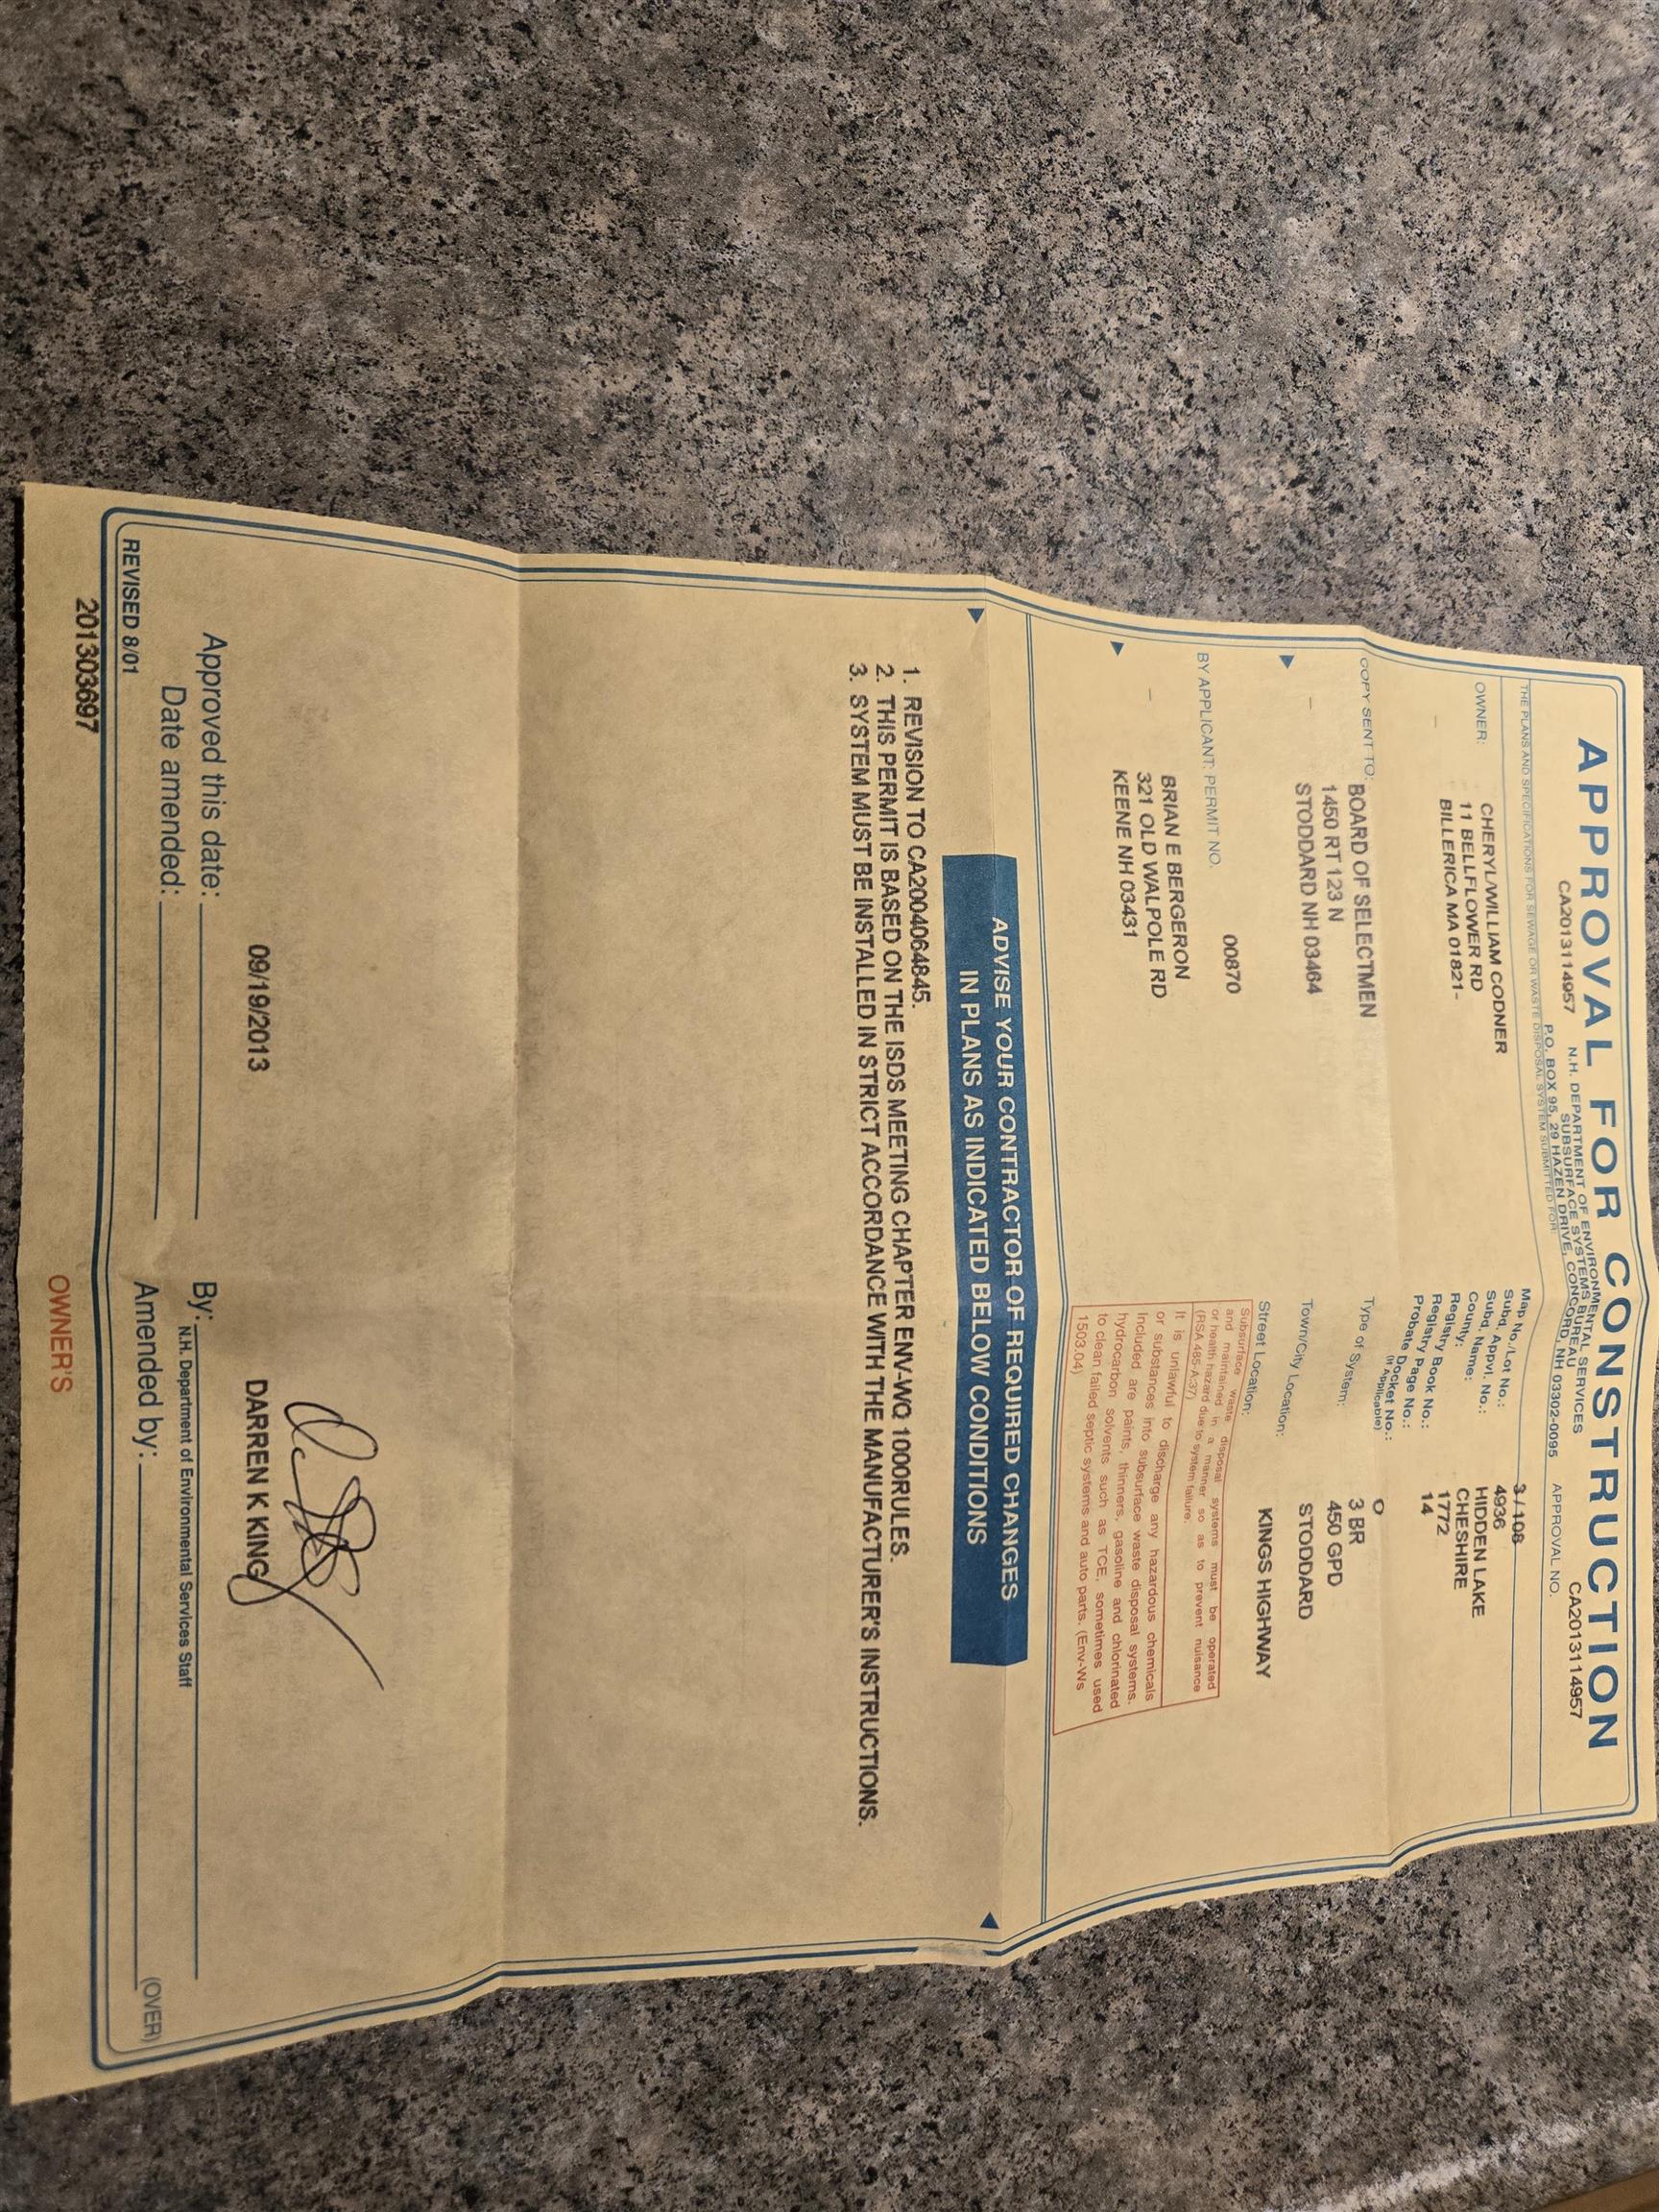 APPROVAL FOR CONSTRUCTION
CA2013114957
N.H. DEPARTMENT OF ENVIRONMENTAL SERVICES
SUBSURFACE SYSTEMS BUREAU
P.O. BOX 95, 29 HAZEN DRIVE, CONCORD, NH 03302-0095
APPROVAL NO.
CA2013114957
THE PLANS AND SPECIFICATIONS FOR SEWAGE OR WASTE DISPOSAL SYSTEM SUBMITTED FOR:
OWNER:
CHERYL/WILLIAM CODNER
11 BELLFLOWER RD
BILLERICA MA 01821-
COPY SENT TO:
BOARD OF SELECTMEN
1450 RT 123 N
STODDARD NH 03464
BY APPLICANT: PERMIT NO.
00870
BRIAN E BERGERON
321 OLD WALPOLE RD
KEENE NH 03431
Map No./Lot No.: 3 / 108
Subd. Appvl. No.: 4936
Subd. Name: HIDDEN LAKE
County: CHESHIRE
Registry Book No.: 1772
Registry Page No.: 14
Probate Docket No.:
(If Applicable)
O
Type of System: 3 BR
450 GPD
Town/City Location: STODDARD
Street Location: KINGS HIGHWAY
Subsurface waste disposal systems must be operated
and maintained in a manner so as to prevent nuisance
or health hazard due to system failure.
(RSA 485-A:37)
It is unlawful to discharge any hazardous chemicals
or substances into subsurface waste disposal systems.
Included are paints, thinners, gasoline and chlorinated
hydrocarbon solvents such as TCE, sometimes used
to clean failed septic systems and auto parts. (Env-Ws
1503.04)
ADVISE YOUR CONTRACTOR OF REQUIRED CHANGES
IN PLANS AS INDICATED BELOW CONDITIONS
1. REVISION TO CA2004064845.
2. THIS PERMIT IS BASED ON THE ISDS MEETING CHAPTER ENV-WQ 1000RULES.
3. SYSTEM MUST BE INSTALLED IN STRICT ACCORDANCE WITH THE MANUFACTURER'S INSTRUCTIONS.
09/19/2013
DARREN K KING
Approved this date:
By:
N.H. Department of Environmental Services Staff
Date amended:
Amended by:
(OVER)
REVISED 8/01
201303697
OWNER'S